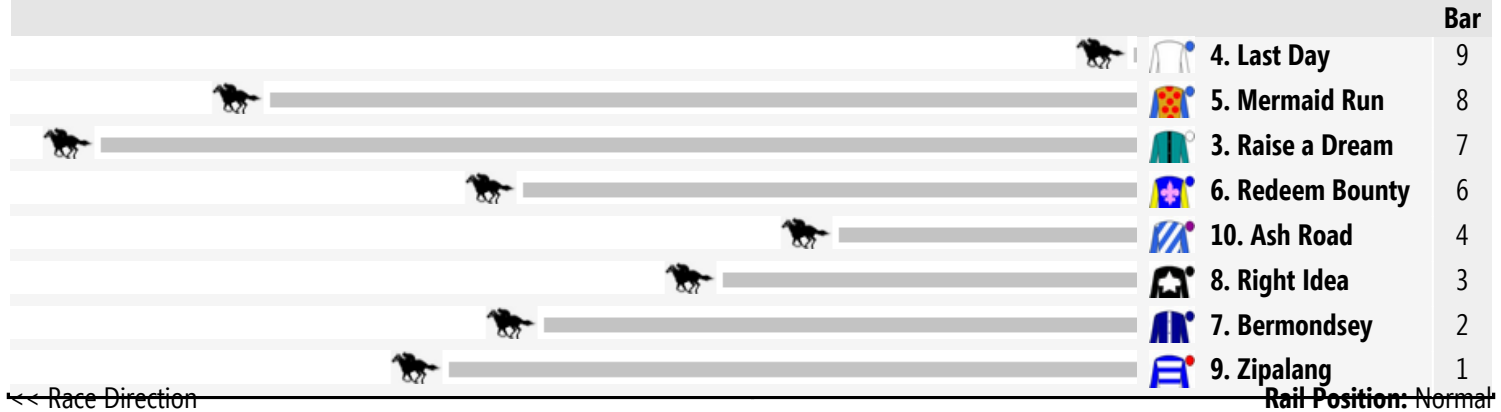 Bar
4. Last Day 9
5. Mermaid Run 8
3. Raise a Dream 7
6. Redeem Bounty 6
10. Ash Road 4
8. Right Idea 3
7. Bermondsey 2
9. Zipalang 1
<< Race Direction Rail Position: Normal